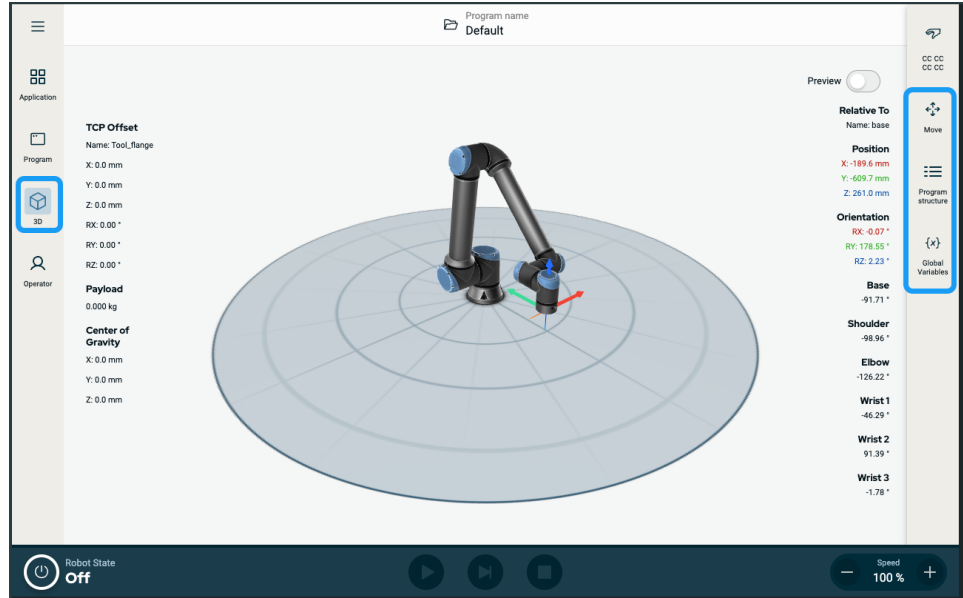 Program name
Default
Application
Program
3D
Operator
TCP Offset
Name: Tool_flange
X: 0.0 mm
Y: 0.0 mm
Z: 0.0 mm
RX: 0.00 °
RY: 0.00 °
RZ: 0.00 °
Payload
0.000 kg
Center of
Gravity
X: 0.0 mm
Y: 0.0 mm
Z: 0.0 mm
Preview
Relative To
Name: base
Position
X: -189.6 mm
Y: -609.7 mm
Z: 261.0 mm
Orientation
RX: -0.07 °
RY: 178.55 °
RZ: 2.23 °
Base
-91.71 °
Shoulder
-98.96 °
Elbow
-126.22 °
Wrist 1
-46.29 °
Wrist 2
91.39 °
Wrist 3
-1.78 °
CC CC
CC CC
Move
Program
structure
{x}
Global
Variables
Robot State
Off
Speed
100 %